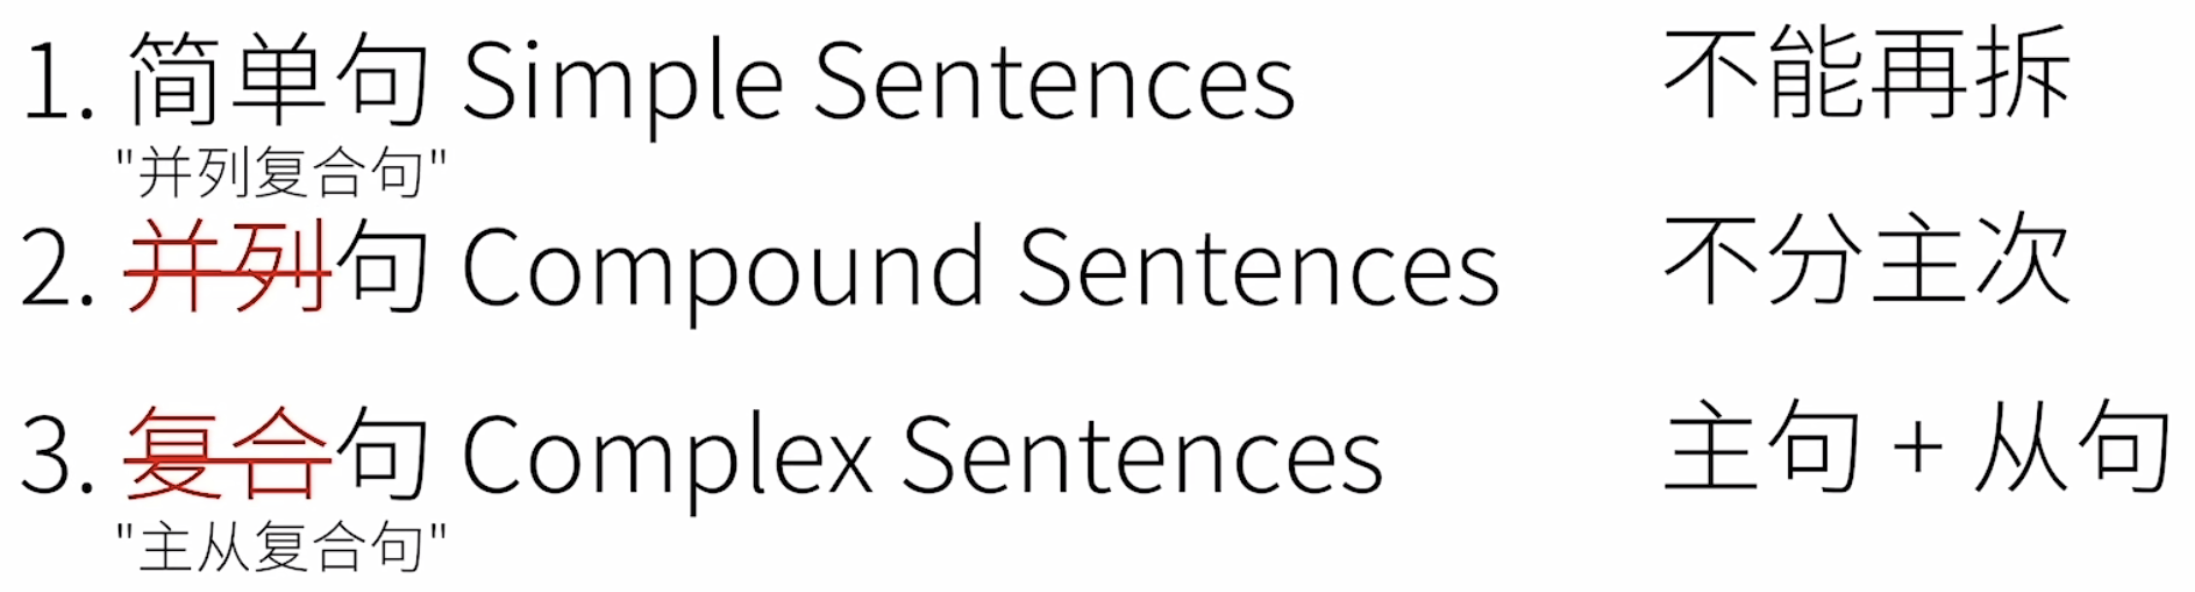 1. 简单句 Simple Sentences 不能再拆
"并列复合句"
2. 并列句 Compound Sentences 不分主次
3. 复合句 Complex Sentences 主句 + 从句
"主从复合句"